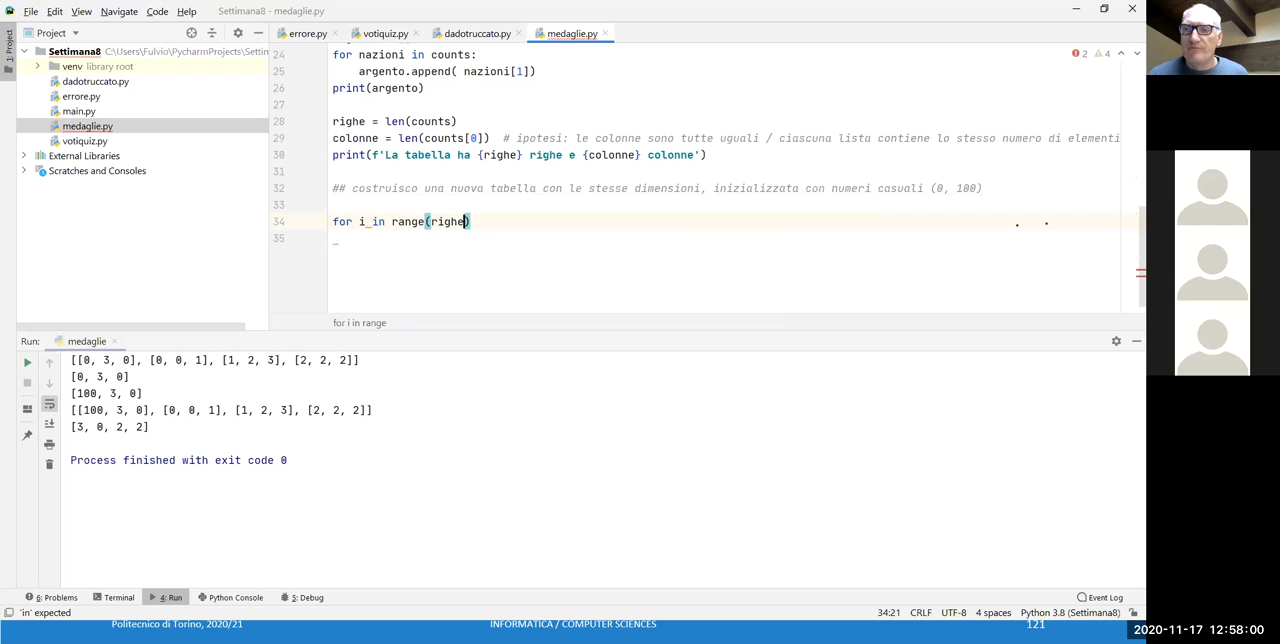 File Edit View Navigate Code Help Settimana8 - medaglie.py
Project errore.py votiquiz.py dadotruccato.py medaglie.py
1: Project
Settimana8 C:\Users\Fulvio\PycharmProjects\Settim
venv library root
dadotruccato.py
errore.py
main.py
medaglie.py
votiquiz.py
External Libraries
Scratches and Consoles
2 4
24 for nazioni in counts:
25 argento.append( nazioni[1])
26 print(argento)
27
28 righe = len(counts)
29 colonne = len(counts[0]) # ipotesi: le colonne sono tutte uguali / ciascuna lista contiene lo stesso numero di elementi
30 print(f'La tabella ha {righe} righe e {colonne} colonne')
31
32 ## costruisco una nuova tabella con le stesse dimensioni, inizializzata con numeri casuali (0, 100)
33
34 for i in range(righe)
35
for i in range
Run: medaglie
[[0, 3, 0], [0, 0, 1], [1, 2, 3], [2, 2, 2]]
[0, 3, 0]
[100, 3, 0]
[[100, 3, 0], [0, 0, 1], [1, 2, 3], [2, 2, 2]]
[3, 0, 2, 2]
Process finished with exit code 0
6: Problems Terminal 4: Run Python Console 5: Debug Event Log
'in' expected 34:21 CRLF UTF-8 4 spaces Python 3.8 (Settimana8)
Politecnico di Torino, 2020/21 INFORMATICA / COMPUTER SCIENCES 121
2020-11-17 12:58:00